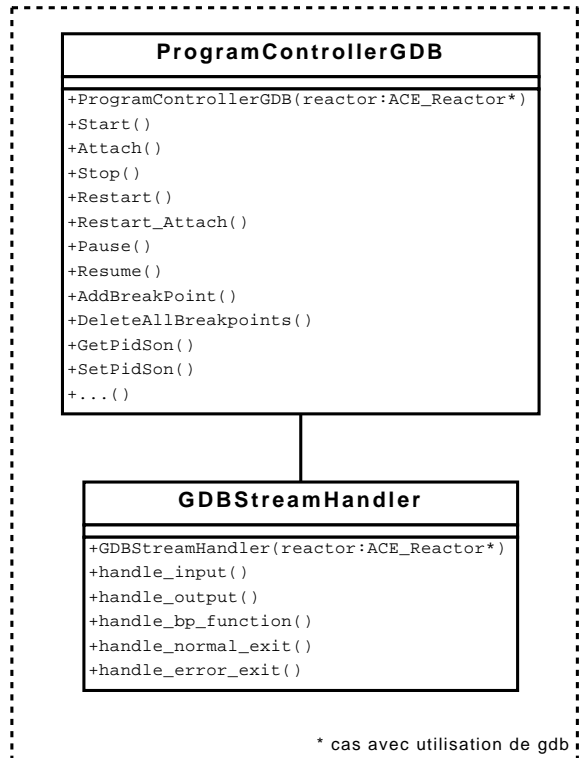 ProgramControllerGDB
+ProgramControllerGDB(reactor:ACE_Reactor*)
+Start()
+Attach()
+Stop()
+Restart()
+Restart_Attach()
+Pause()
+Resume()
+AddBreakPoint()
+DeleteAllBreakpoints()
+GetPidSon()
+SetPidSon()
+...()
GDBStreamHandler
+GDBStreamHandler(reactor:ACE_Reactor*)
+handle_input()
+handle_output()
+handle_bp_function()
+handle_normal_exit()
+handle_error_exit()
* cas avec utilisation de gdb